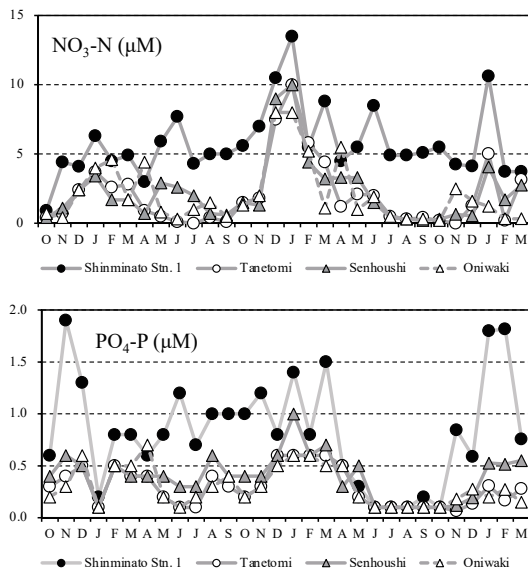 15
NO₃-N (μM)
10
5
0
O N D J F M A M J J A S O N D J F M A M J J A S O N D J F M
Shinminato Stn. 1 Tanetomi Senhoushi Oniwaki
2.0
PO₄-P (μM)
1.5
1.0
0.5
0.0
O N D J F M A M J J A S O N D J F M A M J J A S O N D J F M
Shinminato Stn. 1 Tanetomi Senhoushi Oniwaki